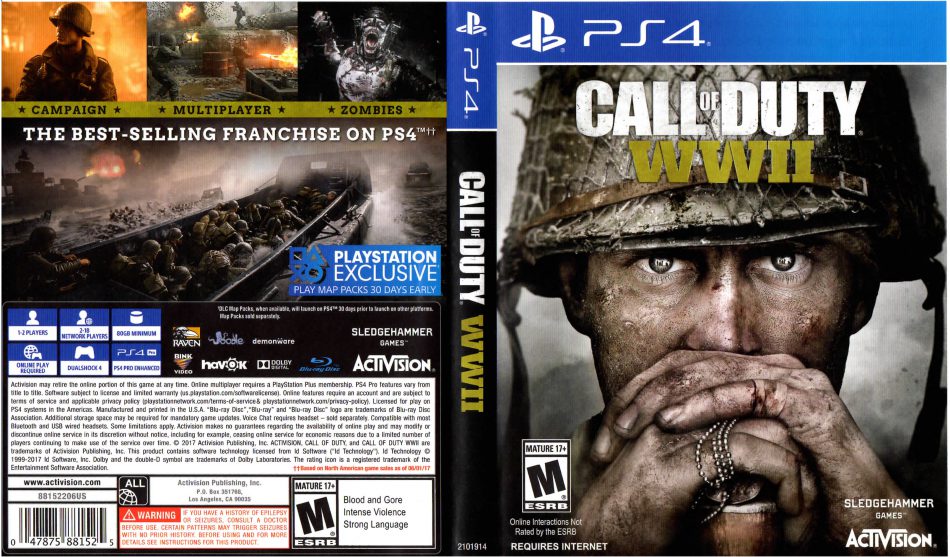 ★ CAMPAIGN ★ MULTIPLAYER ★ ZOMBIES ★
THE BEST-SELLING FRANCHISE ON PS4™††
PLAYSTATION
EXCLUSIVE
PLAY MAP PACKS 30 DAYS EARLY
*DLC Map Packs, when available, will launch on PS4™ 30 days prior to launch on other platforms.
Map Packs sold separately.
1-2 PLAYERS
2-18
NETWORK PLAYERS
80GB MINIMUM
ONLINE PLAY
REQUIRED
DUALSHOCK 4
PS4 Pro
PS4 PRO ENHANCED
RAVEN
Oodle
demonware
SLEDGEHAMMER
GAMES™
BINK
VIDEO
havok
DOLBY
DIGITAL
Blu-ray Disc™
ACTIVISION®
Activision may retire the online portion of this game at any time. Online multiplayer requires a PlayStation Plus membership. PS4 Pro features vary from
title to title. Software subject to license and limited warranty (us.playstation.com/softwarelicense). Online features require an account and are subject to
terms of service and applicable privacy policy (playstationnetwork.com/terms-of-service & playstationnetwork.com/privacy-policy). Licensed for play on
PS4 systems in the Americas. Manufactured and printed in the U.S.A. "Blu-ray Disc", "Blu-ray" and "Blu-ray Disc" logo are trademarks of Blu-ray Disc
Association. Additional storage space may be required for mandatory game updates. Voice Chat requires headset – sold separately. Compatible with most
Bluetooth and USB wired headsets. Some limitations apply. Activision makes no guarantees regarding the availability of online play and may modify or
discontinue online service in its discretion without notice, including for example, ceasing online service for economic reasons due to a limited number of
players continuing to make use of the service over time. © 2017 Activision Publishing, Inc. ACTIVISION, CALL OF DUTY, and CALL OF DUTY WWII are
trademarks of Activision Publishing, Inc. This product contains software technology licensed from Id Software ("Id Technology"). Id Technology ©
1999-2017 Id Software, Inc. Dolby and the double-D symbol are trademarks of Dolby Laboratories. The rating icon is a registered trademark of the
Entertainment Software Association.
††Based on North American game sales as of 06/01/17
www.activision.com
88152206US
0 47875 88152 5
ALL
Activision Publishing, Inc.
P.O. Box 351768,
Los Angeles, CA 90035
WARNING
IF YOU HAVE A HISTORY OF EPILEPSY
OR SEIZURES, CONSULT A DOCTOR
BEFORE USE. CERTAIN PATTERNS MAY TRIGGER SEIZURES
WITH NO PRIOR HISTORY. BEFORE USING AND FOR MORE
DETAILS SEE INSTRUCTIONS FOR THIS PRODUCT.
MATURE 17+
M
ESRB
Blood and Gore
Intense Violence
Strong Language
PS4
CALL OF DUTY®
WWII
2101914
PS4
CALL OF DUTY®
WWII
MATURE 17+
M
ESRB
Online Interactions Not
Rated by the ESRB
REQUIRES INTERNET
SLEDGEHAMMER
GAMES™
ACTIVISION®